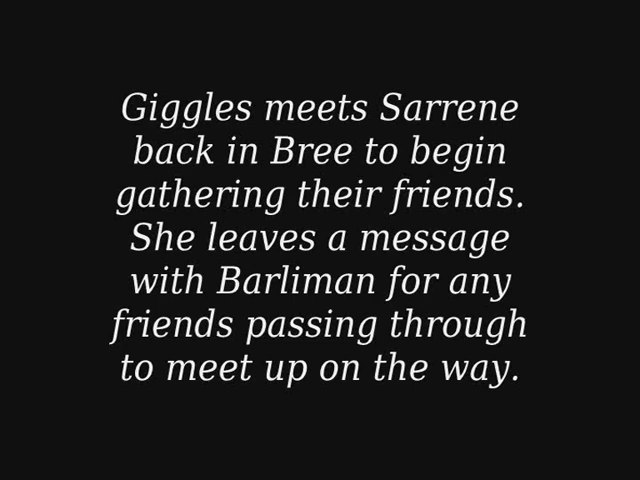 Giggles meets Sarrene
back in Bree to begin
gathering their friends.
She leaves a message
with Barliman for any
friends passing through
to meet up on the way.